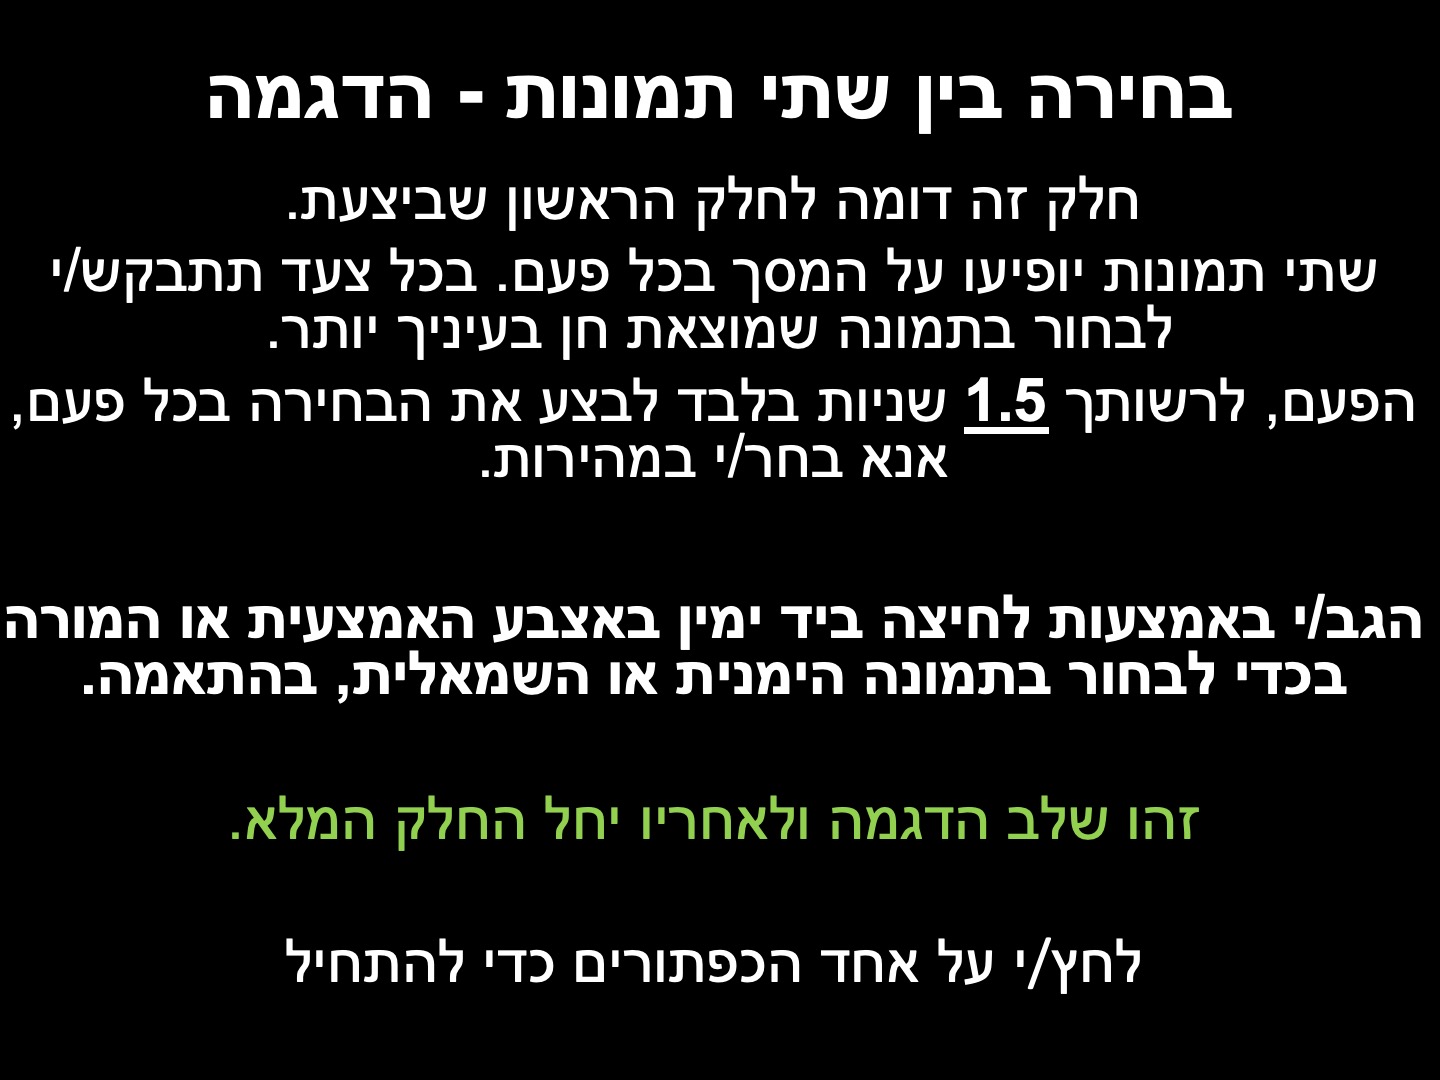 בחירה בין שתי תמונות - הדגמה
חלק זה דומה לחלק הראשון שביצעת.
שתי תמונות יופיעו על המסך בכל פעם. בכל צעד תתבקש/י
לבחור בתמונה שמוצאת חן בעיניך יותר.
הפעם, לרשותך 1.5 שניות בלבד לבצע את הבחירה בכל פעם,
אנא בחר/י במהירות.
הגב/י באמצעות לחיצה ביד ימין באצבע האמצעית או המורה
בכדי לבחור בתמונה הימנית או השמאלית, בהתאמה.
זהו שלב הדגמה ולאחריו יחל החלק המלא.
לחץ/י על אחד הכפתורים כדי להתחיל